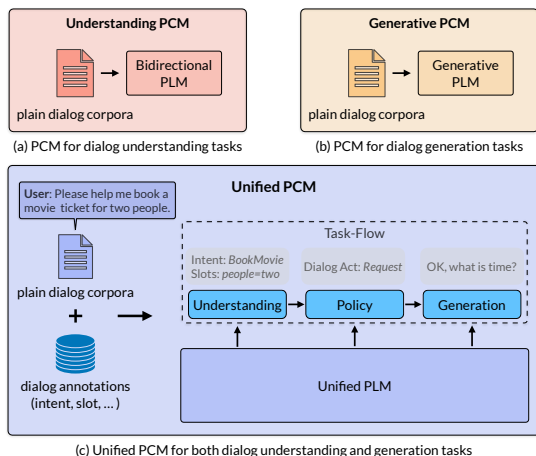 Understanding PCM
Bidirectional
PLM
plain dialog corpora
(a) PCM for dialog understanding tasks
Generative PCM
Generative
PLM
plain dialog corpora
(b) PCM for dialog generation tasks
Unified PCM
User: Please help me book a
movie ticket for two people.
plain dialog corpora
+
dialog annotations
(intent, slot, ... )
Task-Flow
Intent: BookMovie
Slots: people=two
Dialog Act: Request
OK, what is time?
Understanding
Policy
Generation
Unified PLM
(c) Unified PCM for both dialog understanding and generation tasks